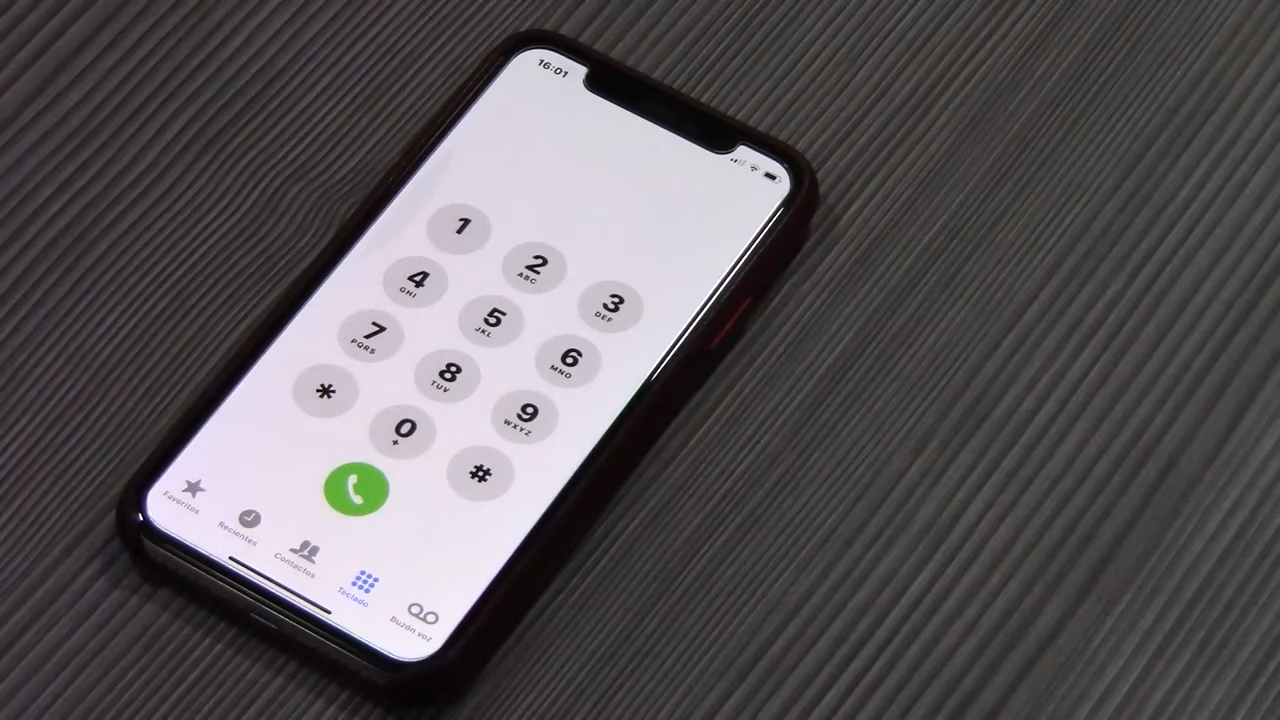 16:01
1
2
ABC
3
DEF
4
GHI
5
JKL
6
MNO
7
PQRS
8
TUV
9
WXYZ
*
0
+
#
Favoritos
Recientes
Contactos
Teclado
Buzón voz